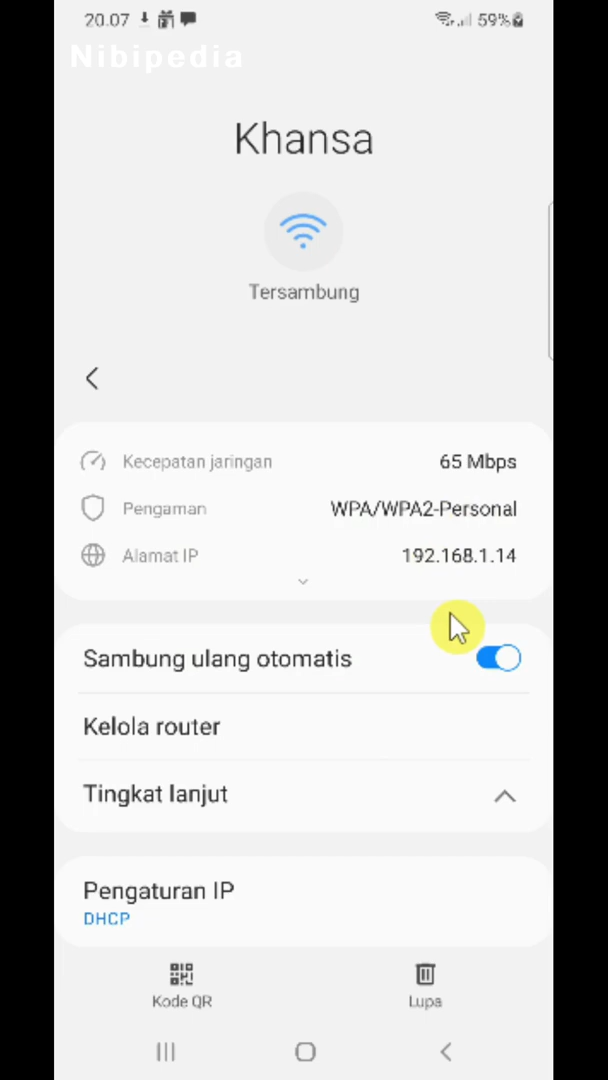 20.07
59%
Nibipedia
Khansa
Tersambung
Kecepatan jaringan 65 Mbps
Pengaman WPA/WPA2-Personal
Alamat IP 192.168.1.14
Sambung ulang otomatis
Kelola router
Tingkat lanjut
Pengaturan IP
DHCP
Kode QR
Lupa